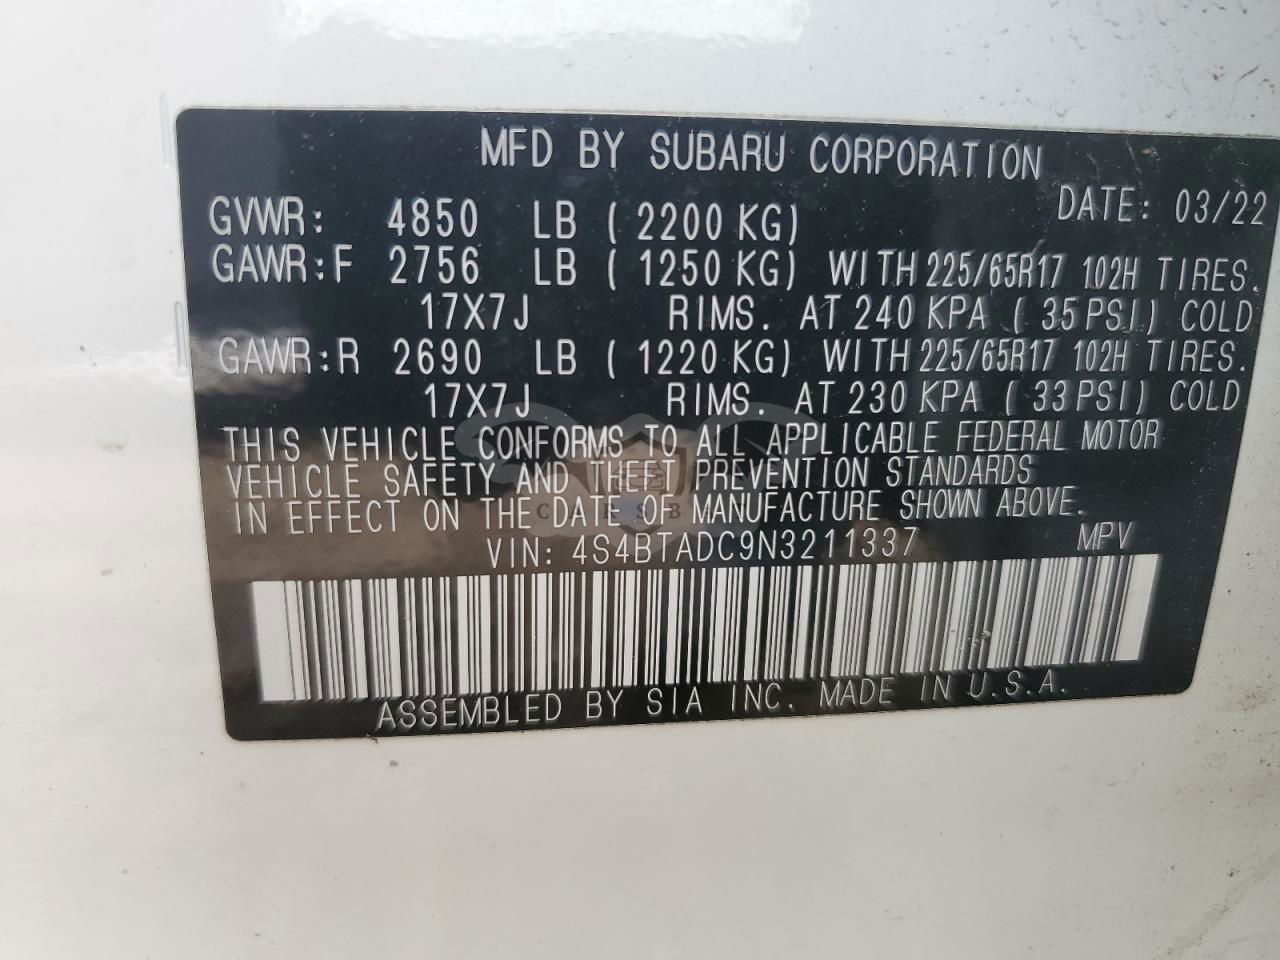 MFD BY SUBARU CORPORATION
DATE: 03/22
GVWR: 4850 LB (2200 KG)
GAWR:F 2756 LB (1250 KG) WITH 225/65R17 102H TIRES.
17X7J RIMS. AT 240 KPA (35 PSI) COLD
GAWR:R 2690 LB (1220 KG) WITH 225/65R17 102H TIRES.
17X7J RIMS. AT 230 KPA (33 PSI) COLD
THIS VEHICLE CONFORMS TO ALL APPLICABLE FEDERAL MOTOR
VEHICLE SAFETY AND THEFT PREVENTION STANDARDS
IN EFFECT ON THE DATE OF MANUFACTURE SHOWN ABOVE.
VIN: 4S4BTADC9N3211337 MPV
ASSEMBLED BY SIA INC. MADE IN U.S.A.